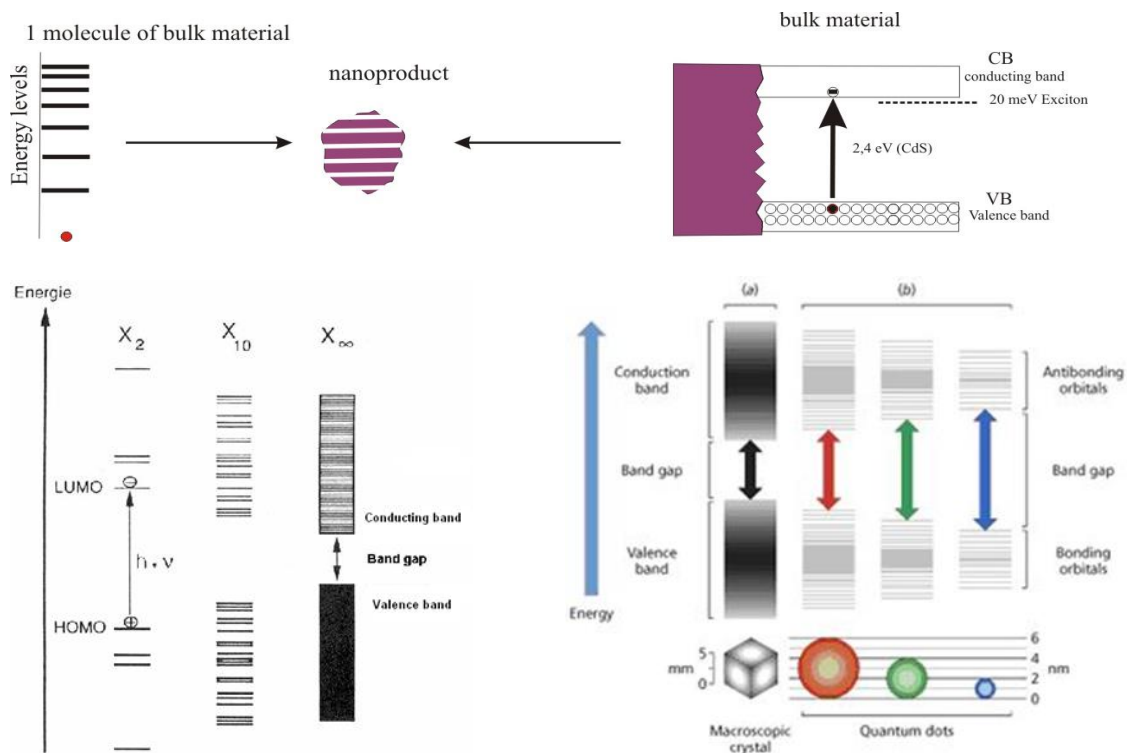 1 molecule of bulk material
Energy levels
nanoproduct
bulk material
CB
conducting band
20 meV Exciton
2,4 eV (CdS)
VB
Valence band
Energie
X2
X10
X∞
LUMO
⊖
h . ν
HOMO
⊕
Conducting band
Band gap
Valence band
(a)
(b)
Conduction
band
Antibonding
orbitals
Band gap
Band gap
Valence
band
Bonding
orbitals
Energy
5
mm
0
6
4
nm
2
0
Macroscopic
crystal
Quantum dots